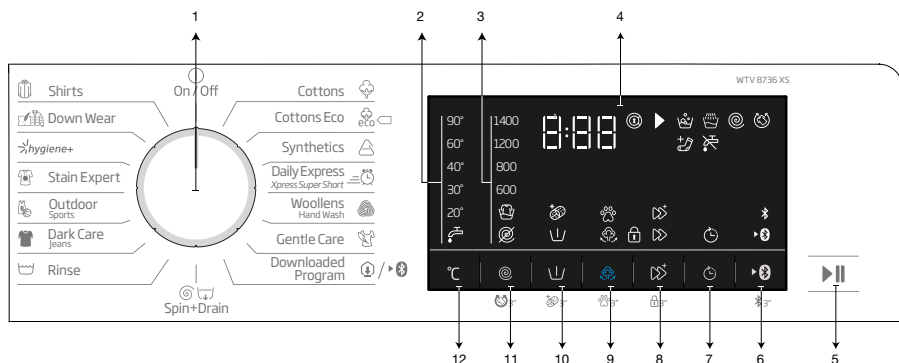 1
2
3
4
WTV 8736 XS
On / Off
Shirts
Down Wear
hygiene+
Stain Expert
Outdoor
Sports
Dark Care
Jeans
Rinse
Spin+Drain
Cottons
Cottons Eco
eco
Synthetics
Daily Express
Xpress Super Short
Woollens
Hand Wash
Gentle Care
Downloaded
Program
/
90°
60°
40°
30°
20°
1400
1200
800
600
8:88
°C
3"
3"
3"
3"
3"
12
11
10
9
8
7
6
5